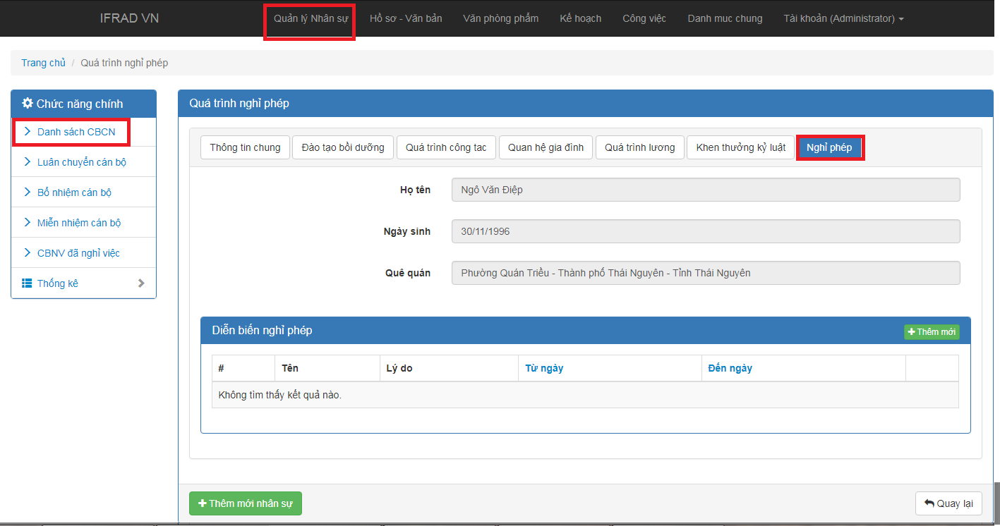 IFRAD VN Quản lý Nhân sự Hồ sơ - Văn bản Văn phòng phẩm Kế hoạch Công việc Danh muc chung Tài khoản (Administrator)
Trang chủ / Quá trình nghỉ phép
Chức năng chính
Danh sách CBCN
Luân chuyển cán bộ
Bổ nhiệm cán bộ
Miễn nhiệm cán bộ
CBNV đã nghỉ việc
Thống kê
Quá trình nghỉ phép
Thông tin chung Đào tạo bồi dưỡng Quá trình công tac Quan hệ gia đình Quá trình lương Khen thưởng kỷ luật Nghỉ phép
Họ tên Ngô Văn Điệp
Ngày sinh 30/11/1996
Quê quán Phường Quán Triều - Thành phố Thái Nguyên - Tỉnh Thái Nguyên
Diễn biến nghỉ phép Thêm mới
# Tên Lý do Từ ngày Đến ngày
Không tìm thấy kết quả nào.
Thêm mới nhân sự Quay lại